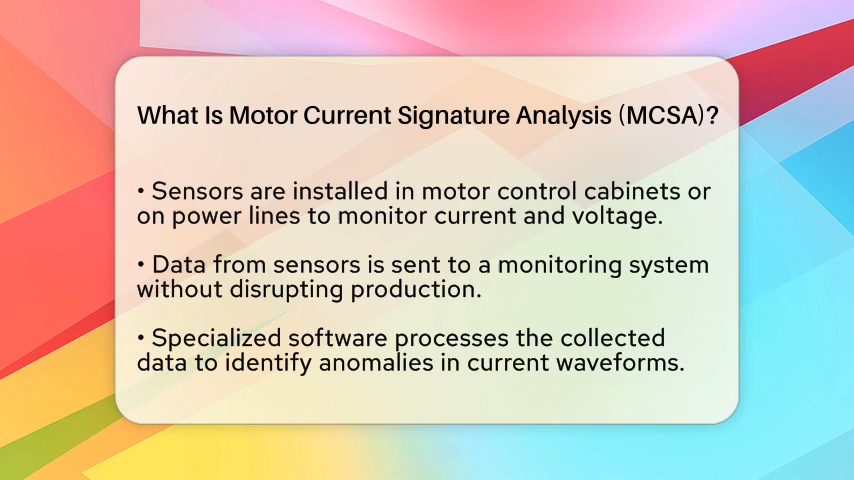 What Is Motor Current Signature Analysis (MCSA)?
• Sensors are installed in motor control cabinets or
on power lines to monitor current and voltage.
• Data from sensors is sent to a monitoring system
without disrupting production.
• Specialized software processes the collected
data to identify anomalies in current waveforms.